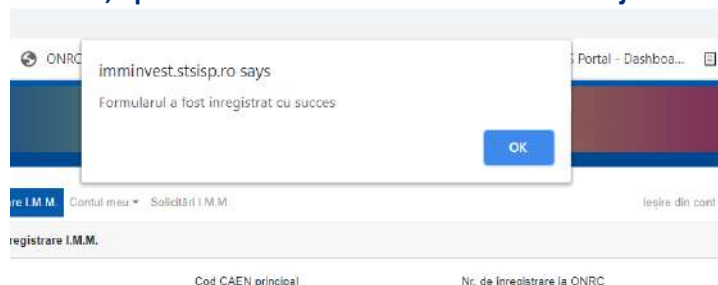 ONRC
imminvest.stsisp.ro says
Portal - Dashboa...
Formularul a fost inregistrat cu succes
OK
re I.M.M. Contul meu Solicitări I.M.M Ieșire din cont
registrare I.M.M.
Cod CAEN principal Nr. de înregistrare la ONRC